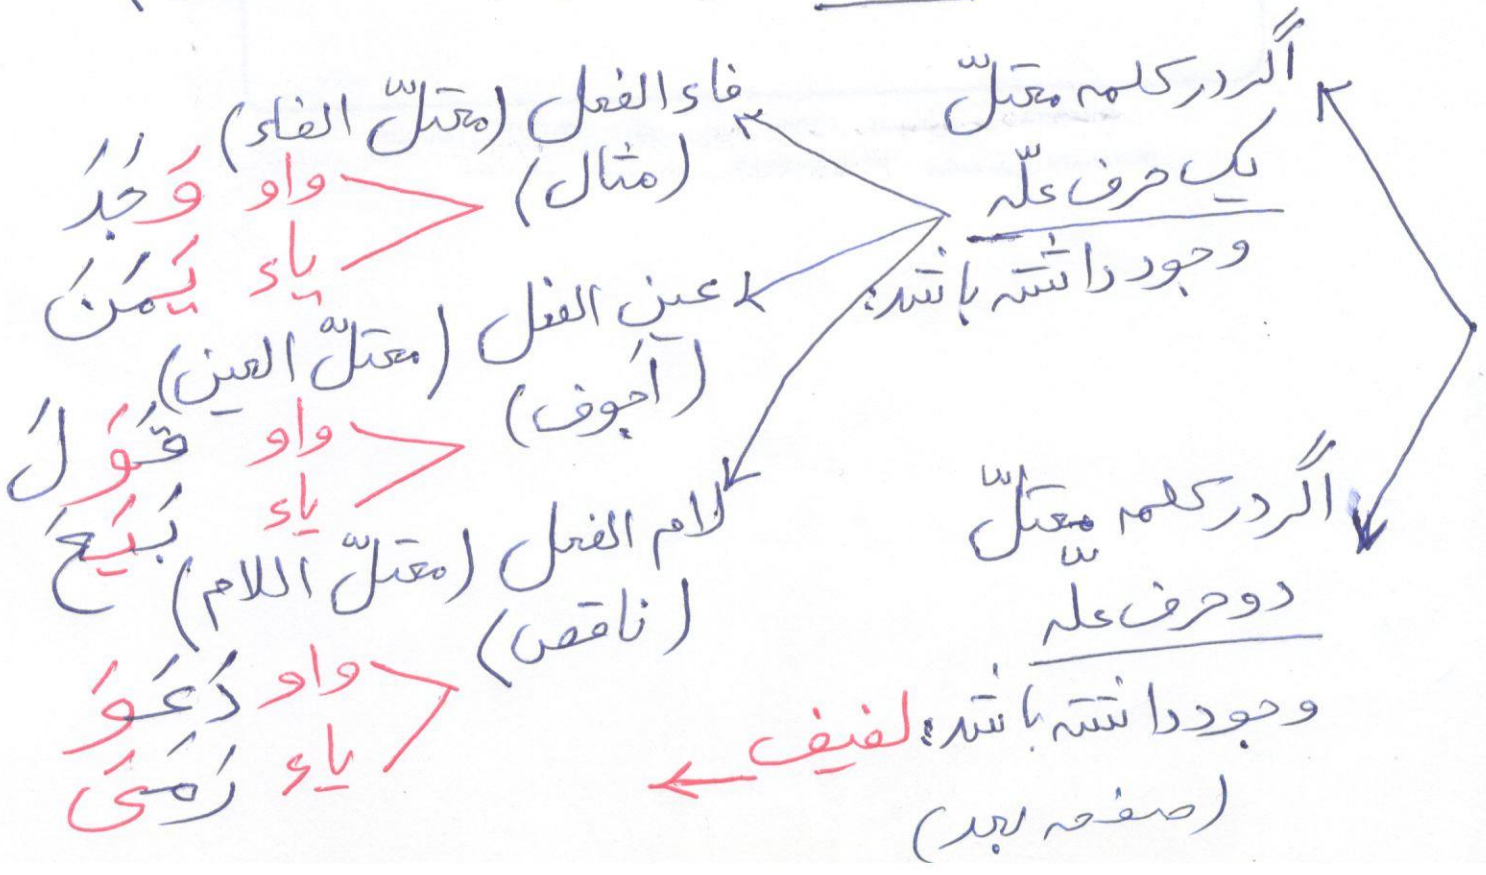 اگر در کلمه معتلّ
یک حرف علّه
وجود داشته باشد:
فاء الفعل (معتلّ الفاء)
(مثال)
واو وَجَدَ
یاء یَمَنَ
عین الفعل (معتلّ العین)
(أجوف)
واو قَوَلَ
یاء بَیَعَ
لام الفعل (معتلّ اللام)
(ناقص)
واو دَعَوَ
یاء رَمَیَ
اگر در کلمه معتلّ
دو حرف علّه
وجود داشته باشد: لفیف
(صفحه بعد)